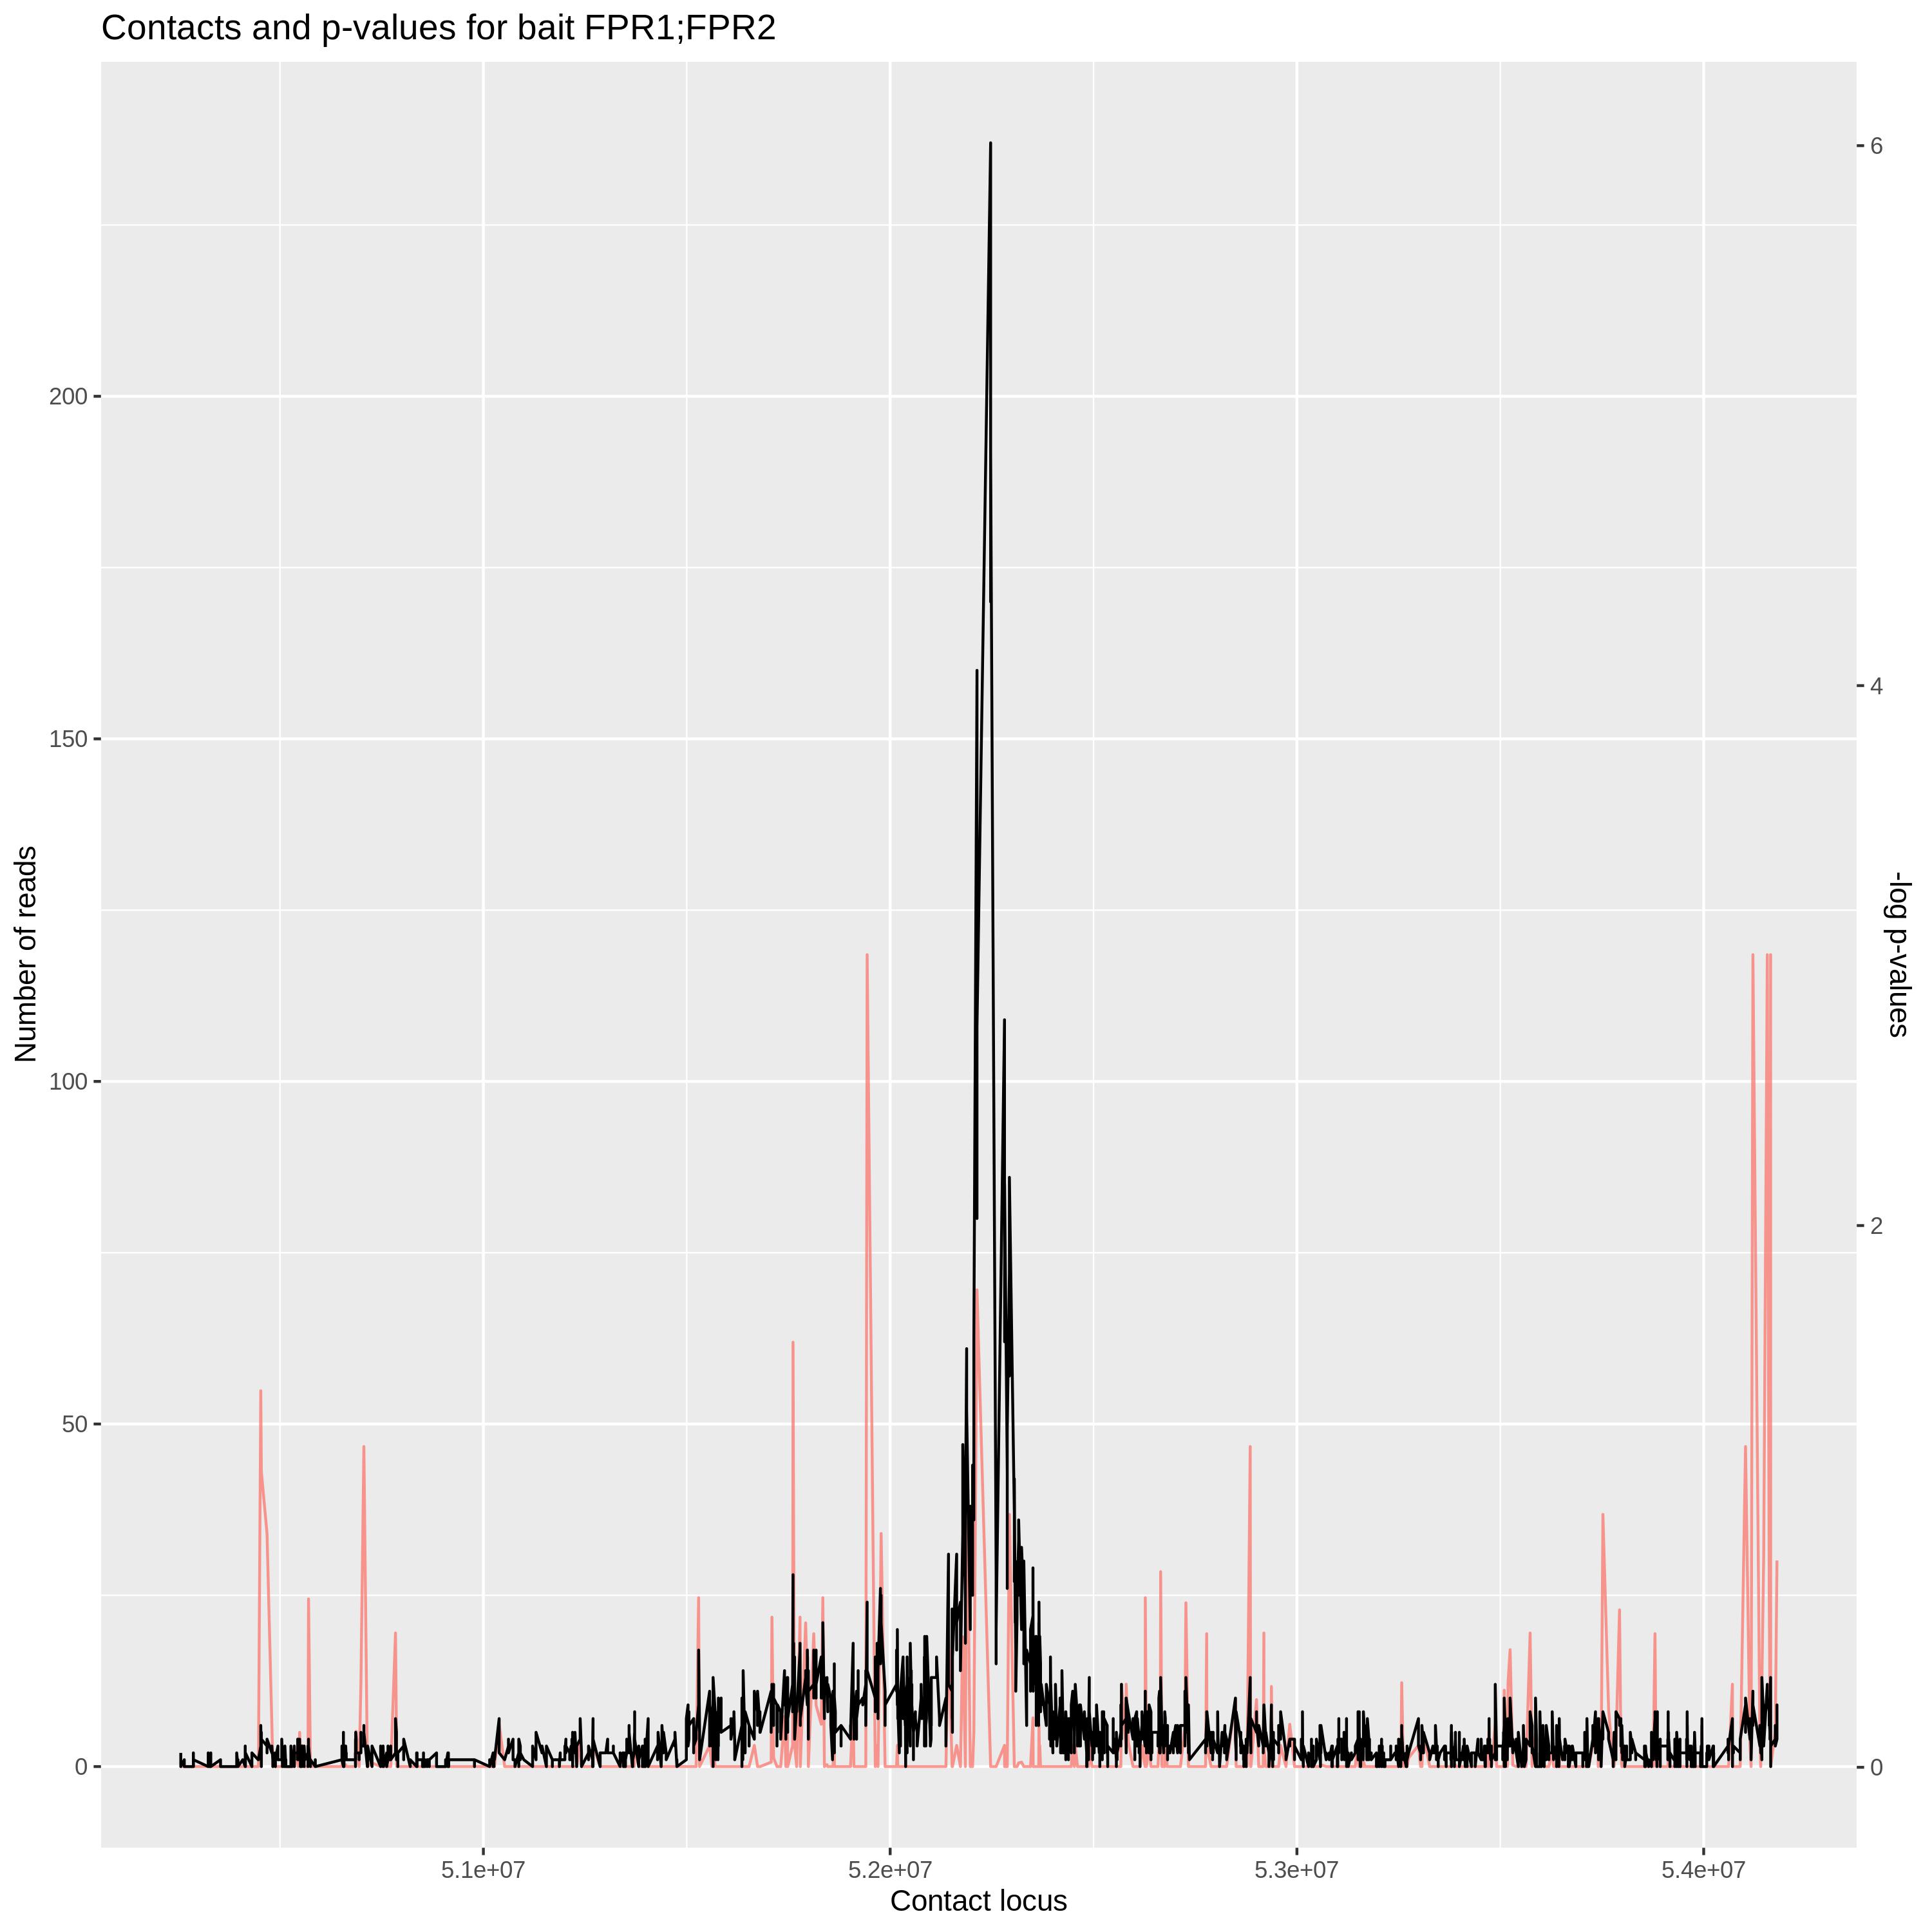 Contacts and p-values for bait FPR1;FPR2
Number of reads
200
150
100
50
0
6
4
2
0
-log p-values
5.1e+07
5.2e+07
5.3e+07
5.4e+07
Contact locus